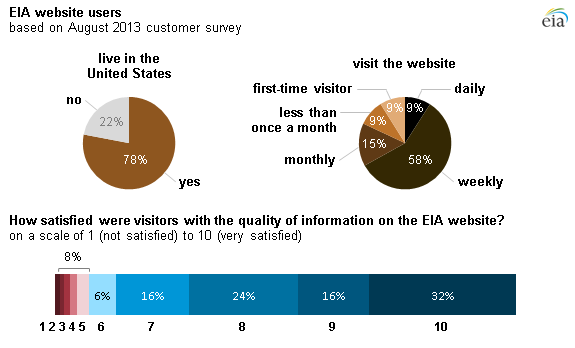 EIA website users
based on August 2013 customer survey
eia
live in the
United States
no
22%
78%
yes
visit the website
first-time visitor
9%
9%
daily
less than
once a month
9%
monthly
15%
58%
weekly
How satisfied were visitors with the quality of information on the EIA website?
on a scale of 1 (not satisfied) to 10 (very satisfied)
8%
6%
16%
24%
16%
32%
1 2 3 4 5 6 7 8 9 10